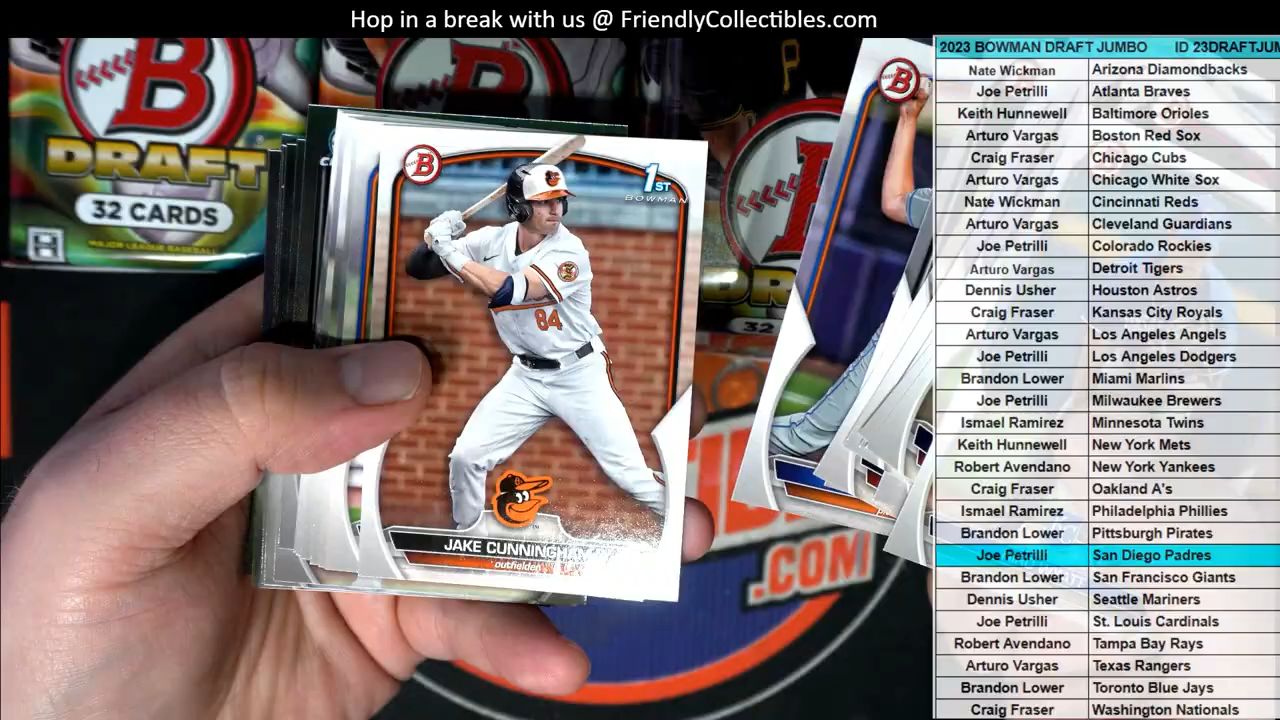 Hop in a break with us @ FriendlyCollectibles.com
B
DRAFT
32 CARDS
MAJOR LEAGUE BASEBALL
B
1ST
BOWMAN
84
JAKE CUNNINGHAM
outfielder
B
32
.COM
2023 BOWMAN DRAFT JUMBO ID 23DRAFTJUM
Nate Wickman Arizona Diamondbacks
Joe Petrilli Atlanta Braves
Keith Hunnewell Baltimore Orioles
Arturo Vargas Boston Red Sox
Craig Fraser Chicago Cubs
Arturo Vargas Chicago White Sox
Nate Wickman Cincinnati Reds
Arturo Vargas Cleveland Guardians
Joe Petrilli Colorado Rockies
Arturo Vargas Detroit Tigers
Dennis Usher Houston Astros
Craig Fraser Kansas City Royals
Arturo Vargas Los Angeles Angels
Joe Petrilli Los Angeles Dodgers
Brandon Lower Miami Marlins
Joe Petrilli Milwaukee Brewers
Ismael Ramirez Minnesota Twins
Keith Hunnewell New York Mets
Robert Avendano New York Yankees
Craig Fraser Oakland A's
Ismael Ramirez Philadelphia Phillies
Brandon Lower Pittsburgh Pirates
Joe Petrilli San Diego Padres
Brandon Lower San Francisco Giants
Dennis Usher Seattle Mariners
Joe Petrilli St. Louis Cardinals
Robert Avendano Tampa Bay Rays
Arturo Vargas Texas Rangers
Brandon Lower Toronto Blue Jays
Craig Fraser Washington Nationals